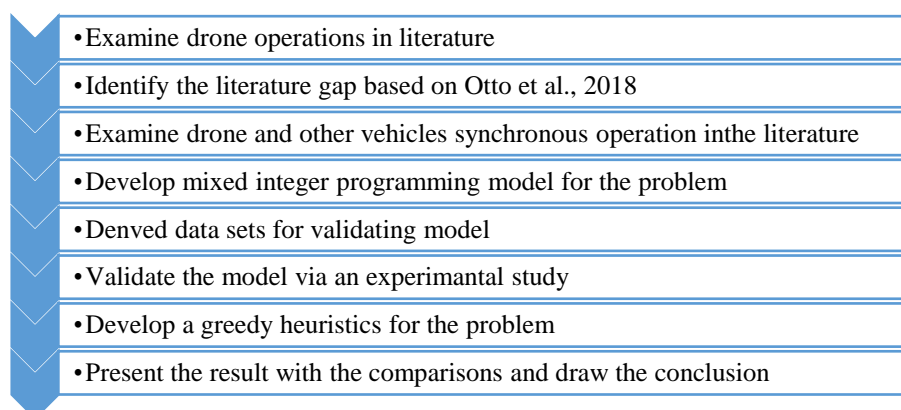 •Examine drone operations in literature
•Identify the literature gap based on Otto et al., 2018
•Examine drone and other vehicles synchronous operation inthe literature
•Develop mixed integer programming model for the problem
•Denved data sets for validating model
•Validate the model via an experimantal study
•Develop a greedy heuristics for the problem
•Present the result with the comparisons and draw the conclusion